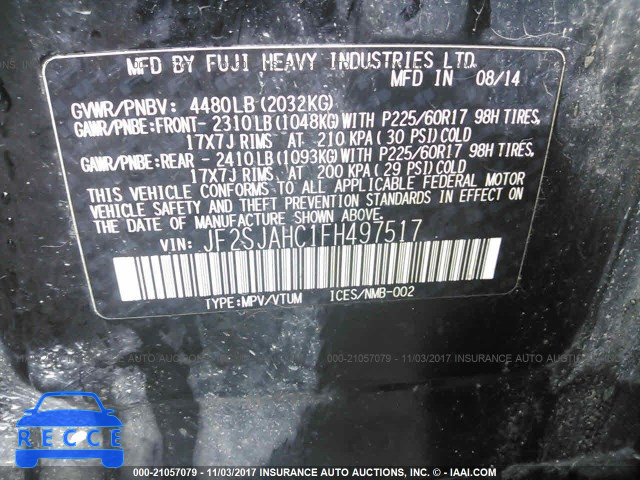 MFD BY FUJI HEAVY INDUSTRIES LTD.
MFD IN 08/14
GVWR/PNBV: 4480LB(2032KG)
GAWR/PNBE:FRONT-2310LB(1048KG)WITH P225/60R17 98H TIRES,
17X7J RIMS AT 210 KPA(30 PSI)COLD
GAWR/PNBE:REAR -2410LB(1093KG)WITH P225/60R17 98H TIRES,
17X7J RIMS AT 200 KPA(29 PSI)COLD
THIS VEHICLE CONFORMS TO ALL APPLICABLE FEDERAL MOTOR
VEHICLE SAFETY AND THEFT PREVENTION STANDARDS IN EFFECT ON THE
DATE OF MANUFACTURE SHOWN ABOVE.
VIN: JF2SJAHC1FH497517
TYPE:MPV/VTUM ICES/NMB-002
000-21057079 - 11/03/2017 INSURANCE AUTO AUCTIONS, INC. - © IAAI.COM
RECCE
000-21057079 - 11/03/2017 INSURANCE AUTO AUCTIONS, INC. - © IAAI.COM